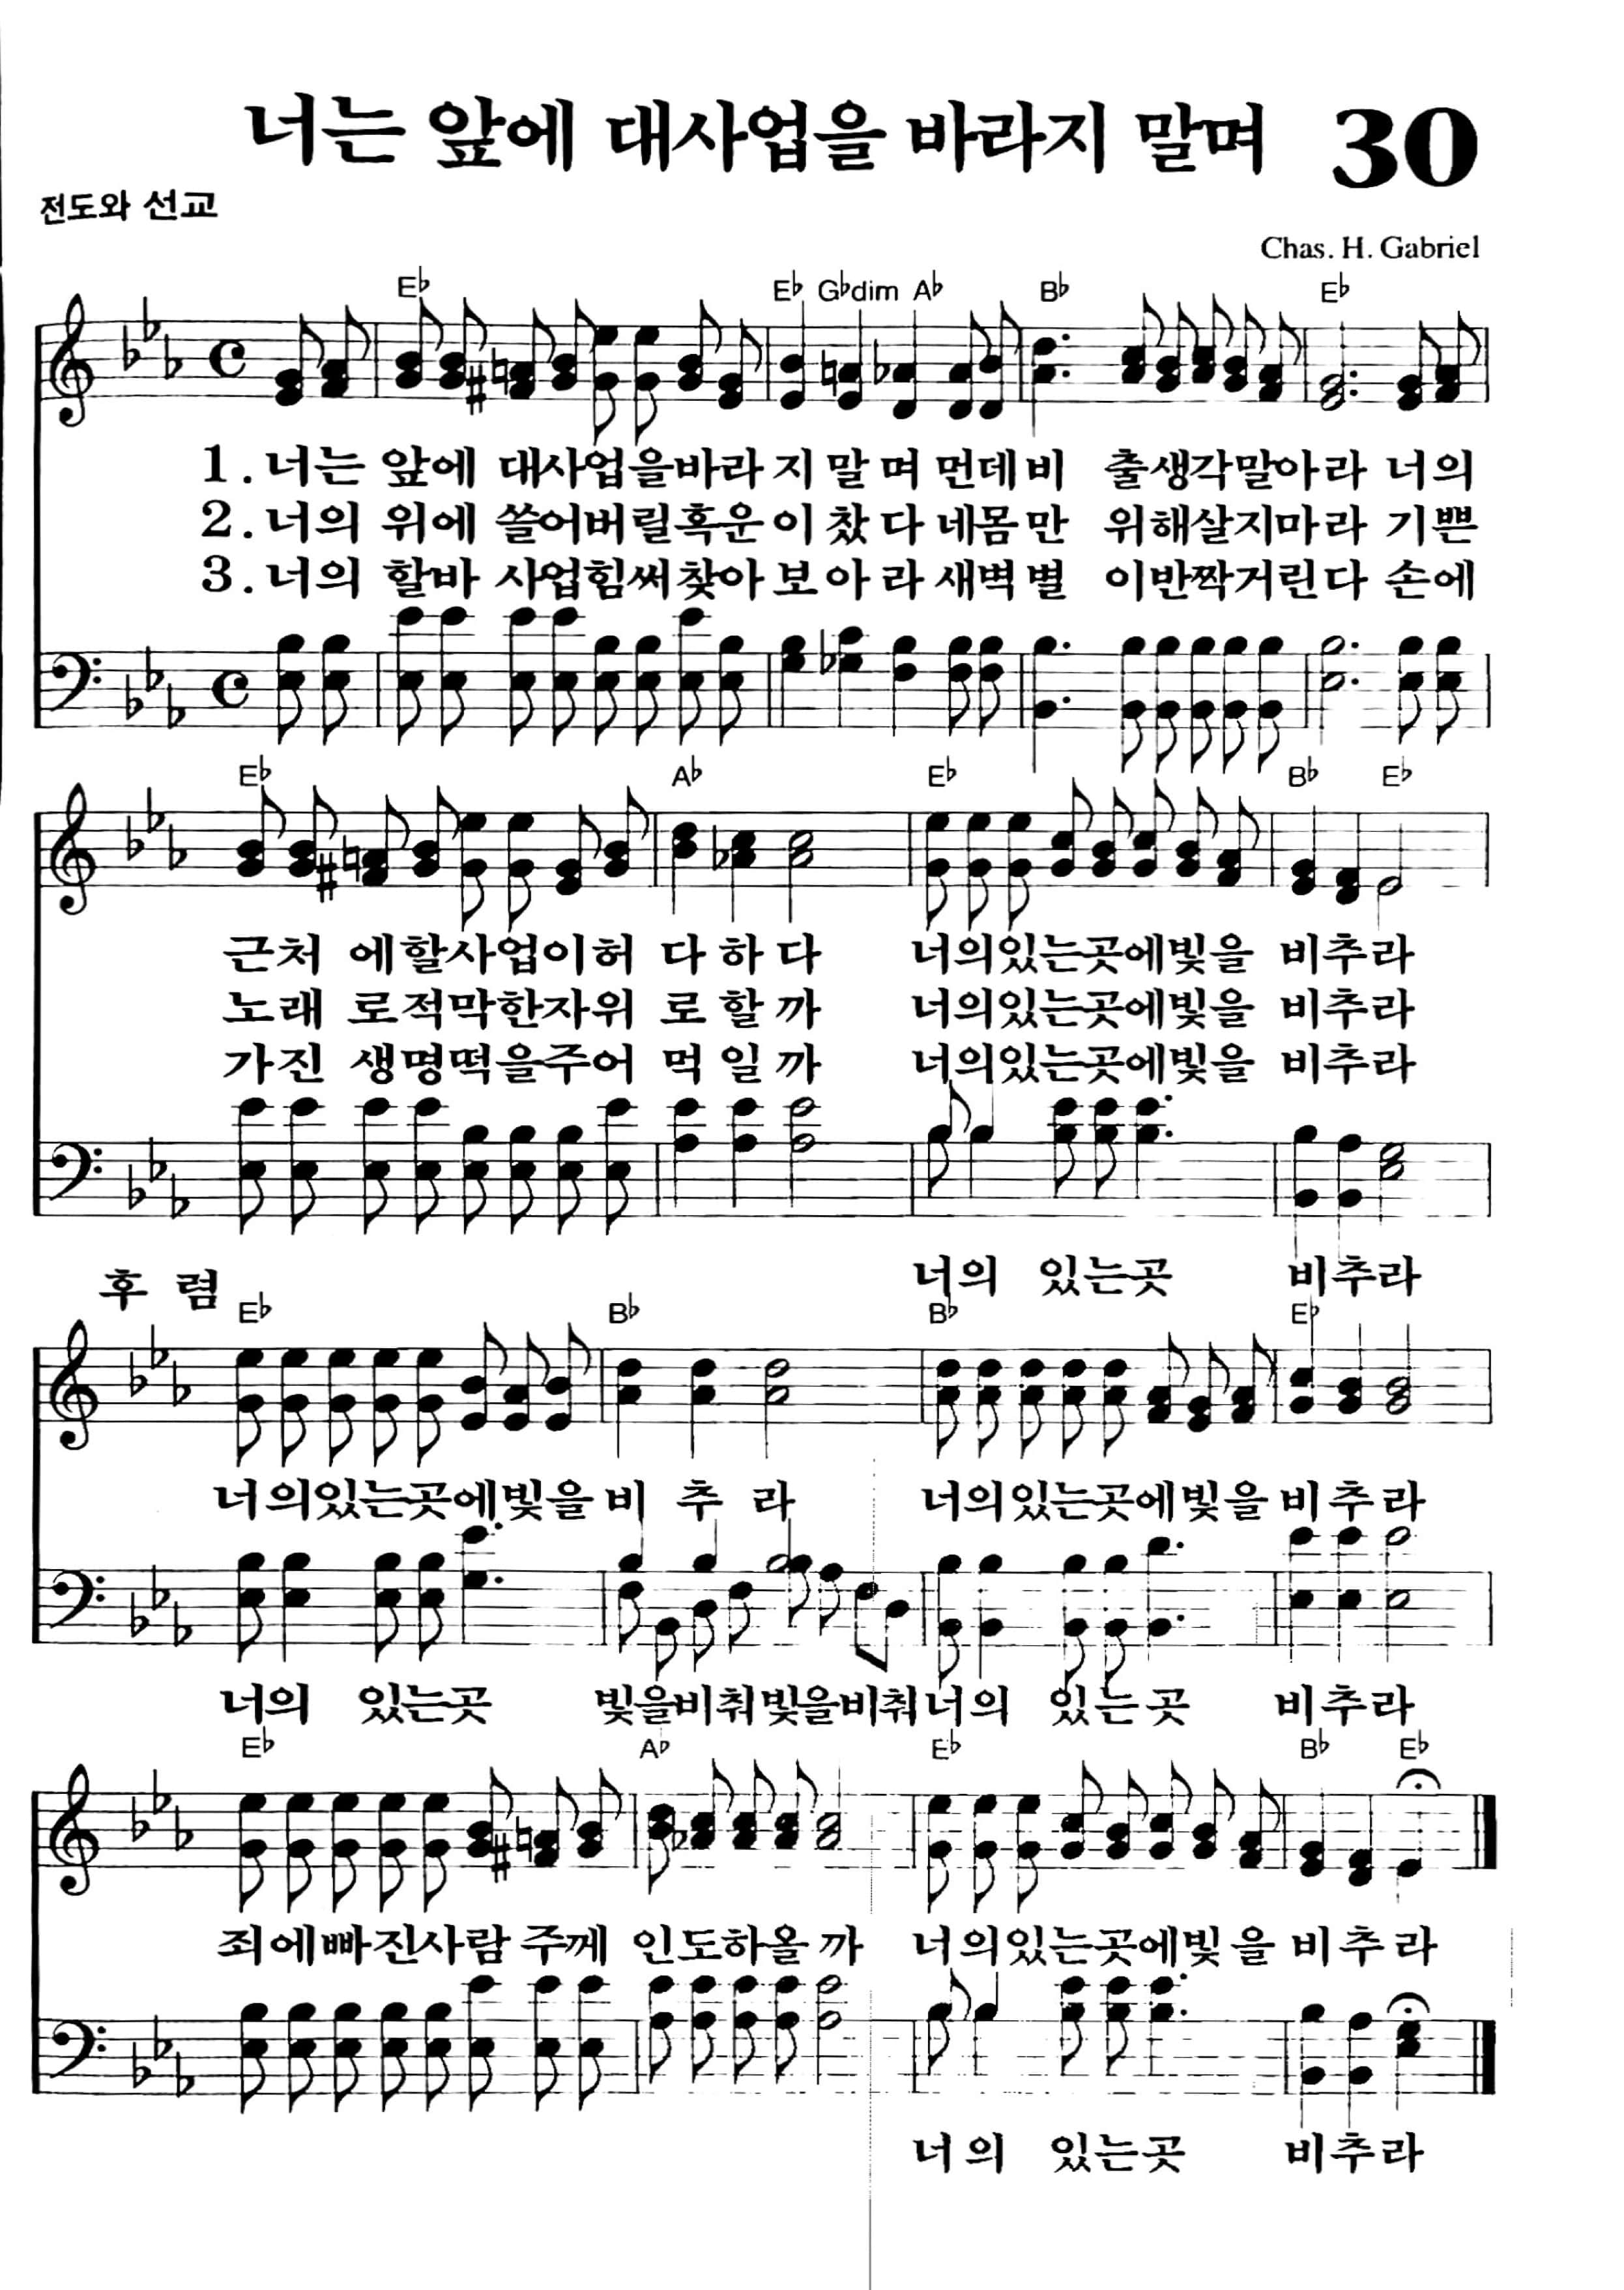 너는 앞에 대사업을 바라지 말며 30
전도와 선교
Chas. H. Gabriel
E♭ E♭ G♭dim A♭ B♭ E♭
1. 너는 앞에 대사업을바라 지 말 며 먼데비 출생각말아라 너의
2. 너의 위에 쓸어버릴혹운 이 찼 다 네몸만 위해살지마라 기쁜
3. 너의 할바 사업힘써찾아 보 아 라 새벽별 이반짝거린다 손에
E♭ A♭ E♭ B♭ E♭
근처 에할사업이허 다 하 다 너의있는곳에빛을 비추라
노래 로적막한자위 로 할 까 너의있는곳에빛을 비추라
가진 생명떡을주어 먹 일 까 너의있는곳에빛을 비추라
너의 있는곳 비추라
후 렴
E♭ B♭ B♭ E♭
너의있는곳에빛을 비 추 라 너의있는곳에빛을 비추라
너의 있는곳 빛을비춰빛을비춰너의 있는곳 비추라
E♭ A♭ E♭ B♭ E♭
죄에빠진사람 주께 인도하올까 너의있는곳에빛을 비추라
너의 있는곳 비추라